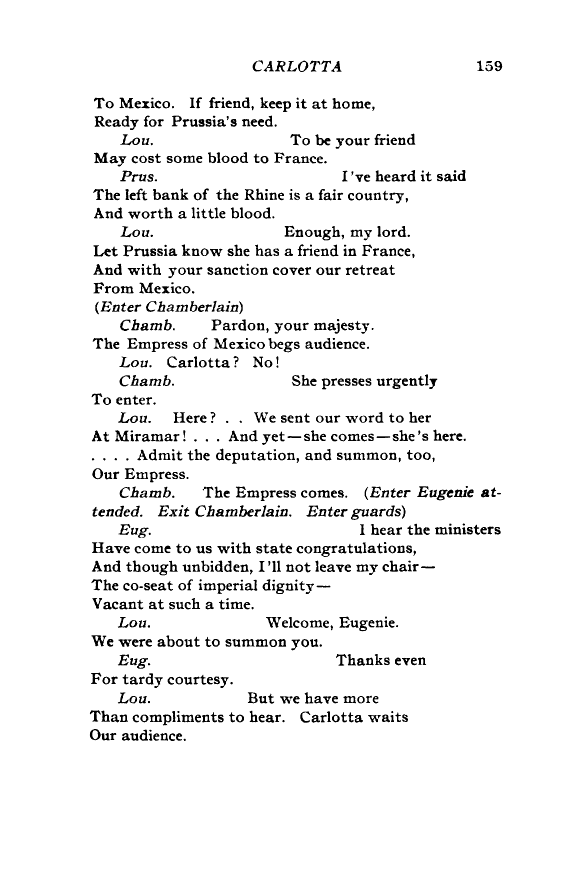 CARLOTTA 159
To Mexico. If friend, keep it at home,
Ready for Prussia's need.
Lou. To be your friend
May cost some blood to France.
Prus. I've heard it said
The left bank of the Rhine is a fair country,
And worth a little blood.
Lou. Enough, my lord.
Let Prussia know she has a friend in France,
And with your sanction cover our retreat
From Mexico.
(Enter Chamberlain)
Chamb. Pardon, your majesty.
The Empress of Mexico begs audience.
Lou. Carlotta? No!
Chamb. She presses urgently
To enter.
Lou. Here? . . We sent our word to her
At Miramar! . . . And yet—she comes—she's here.
. . . . Admit the deputation, and summon, too,
Our Empress.
Chamb. The Empress comes. (Enter Eugenie at-
tended. Exit Chamberlain. Enter guards)
Eug. I hear the ministers
Have come to us with state congratulations,
And though unbidden, I'll not leave my chair—
The co-seat of imperial dignity—
Vacant at such a time.
Lou. Welcome, Eugenie.
We were about to summon you.
Eug. Thanks even
For tardy courtesy.
Lou. But we have more
Than compliments to hear. Carlotta waits
Our audience.